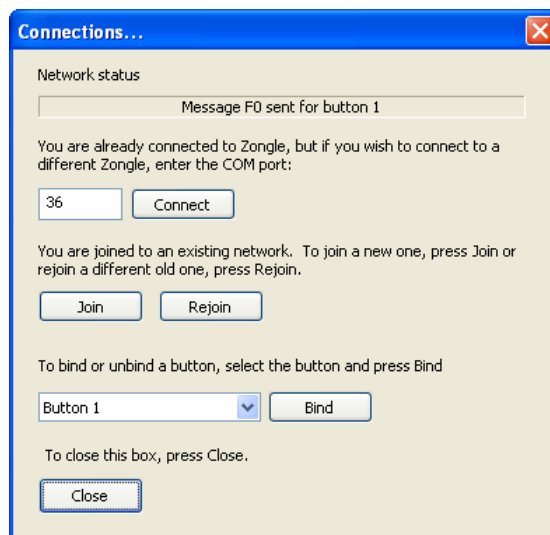 Connections...
Network status
Message F0 sent for button 1
You are already connected to Zongle, but if you wish to connect to a
different Zongle, enter the COM port:
36 Connect
You are joined to an existing network. To join a new one, press Join or
rejoin a different old one, press Rejoin.
Join Rejoin
To bind or unbind a button, select the button and press Bind
Button 1 Bind
To close this box, press Close.
Close